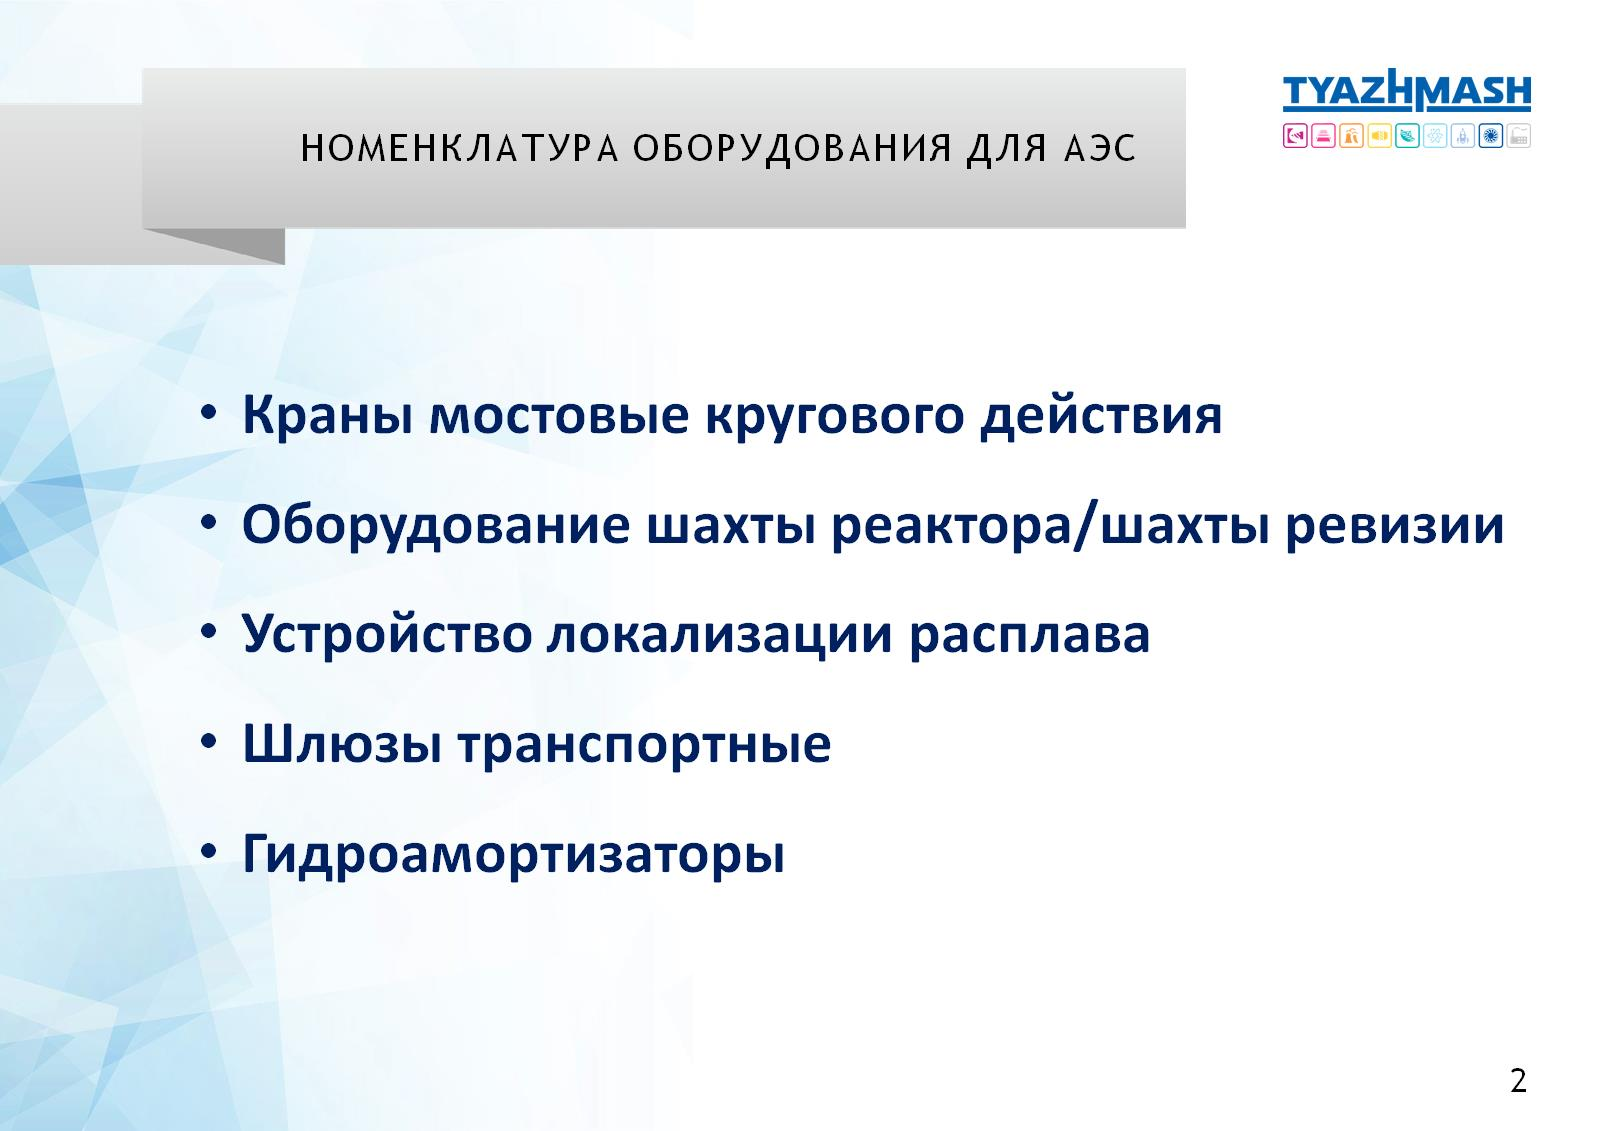 НОМЕНКЛАТУРА ОБОРУДОВАНИЯ ДЛЯ АЭС
TYAZHMASH
• Краны мостовые кругового действия
• Оборудование шахты реактора/шахты ревизии
• Устройство локализации расплава
• Шлюзы транспортные
• Гидроамортизаторы
2